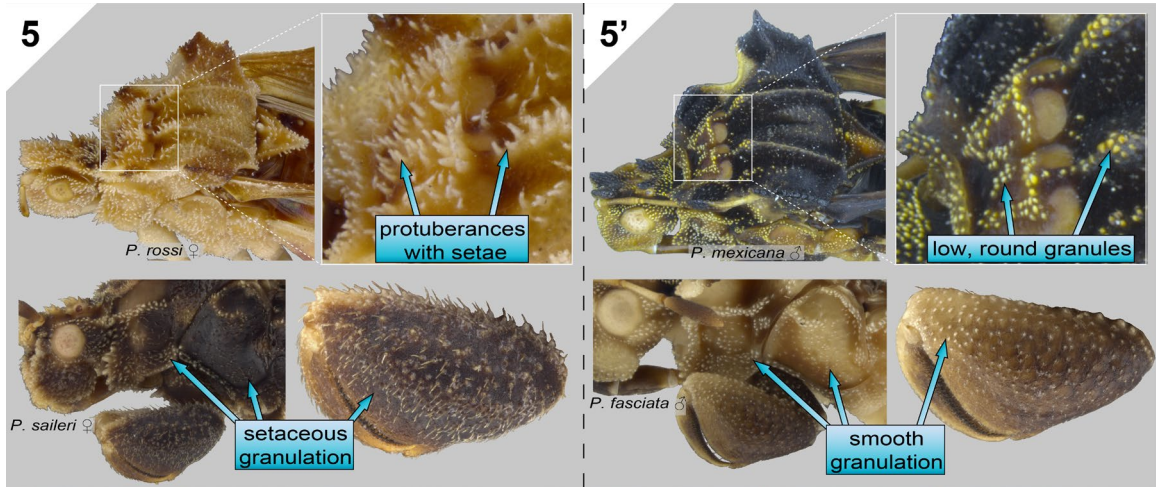 5
protuberances
with setae
P. rossi ♀
P. saileri ♀
setaceous
granulation
5’
low, round granules
P. mexicana ♂
P. fasciata ♂
smooth
granulation